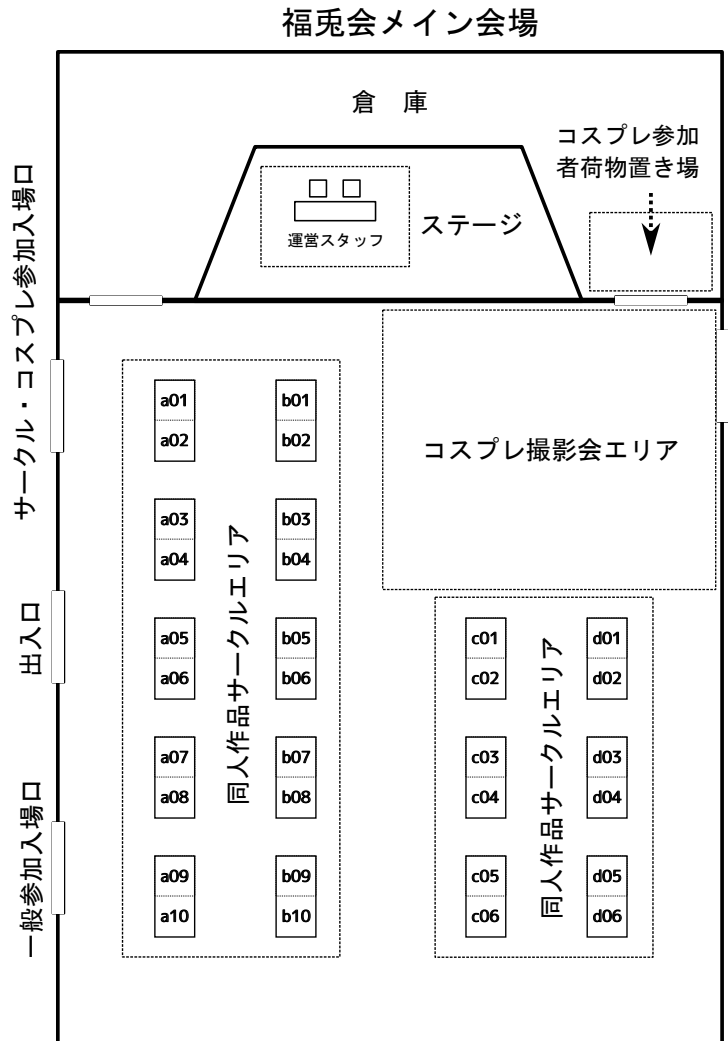 福兎会メイン会場
倉　庫
コスプレ参加
者荷物置き場
ステージ
運営スタッフ
サークル・コスプレ参加入場口
出入口
一般参加入場口
コスプレ撮影会エリア
同人作品サークルエリア
a01
a02
a03
a04
a05
a06
a07
a08
a09
a10
b01
b02
b03
b04
b05
b06
b07
b08
b09
b10
同人作品サークルエリア
c01
c02
c03
c04
c05
c06
d01
d02
d03
d04
d05
d06